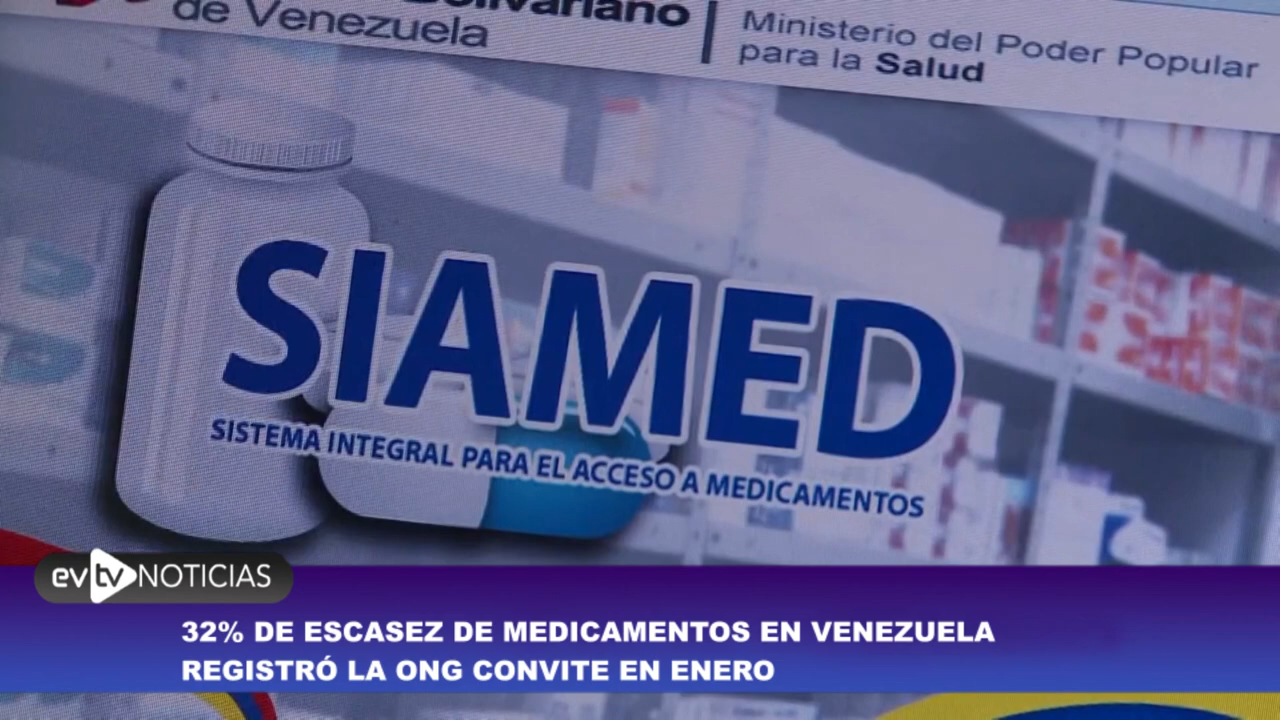 de Venezuela
Ministerio del Poder Popular
para la Salud
SIAMED
SISTEMA INTEGRAL PARA EL ACCESO A MEDICAMENTOS
evtv NOTICIAS
32% DE ESCASEZ DE MEDICAMENTOS EN VENEZUELA
REGISTRÓ LA ONG CONVITE EN ENERO